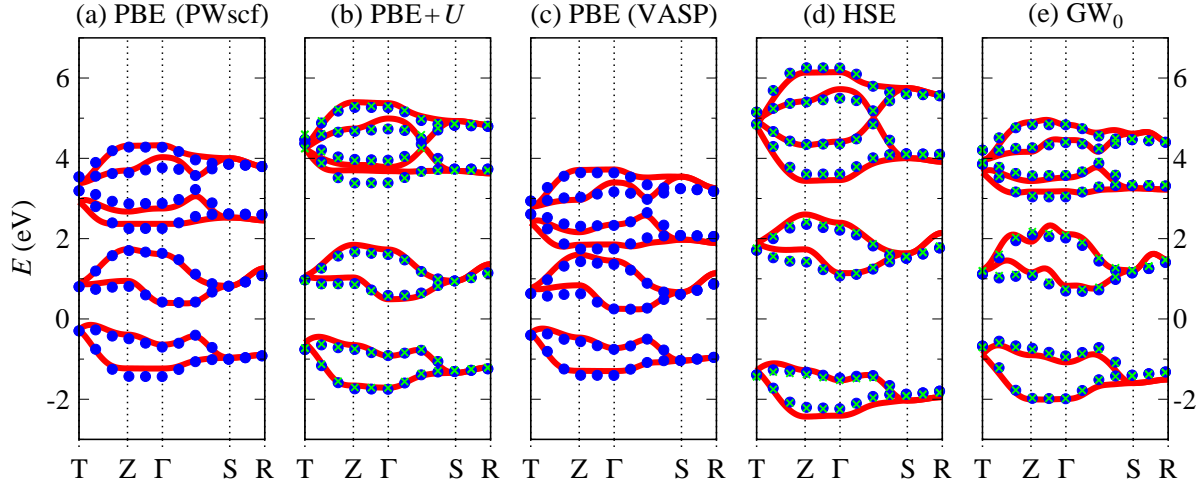 (a) PBE (PWscf) (b) PBE+U (c) PBE (VASP) (d) HSE (e) GW₀
6 6
4 4
2 2
0 0
-2 -2
E (eV)
T Z Γ S R T Z Γ S R T Z Γ S R T Z Γ S R T Z Γ S R